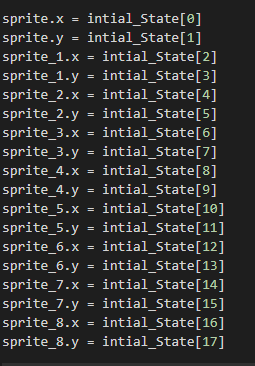 sprite.x = intial_State[0]
sprite.y = intial_State[1]
sprite_1.x = intial_State[2]
sprite_1.y = intial_State[3]
sprite_2.x = intial_State[4]
sprite_2.y = intial_State[5]
sprite_3.x = intial_State[6]
sprite_3.y = intial_State[7]
sprite_4.x = intial_State[8]
sprite_4.y = intial_State[9]
sprite_5.x = intial_State[10]
sprite_5.y = intial_State[11]
sprite_6.x = intial_State[12]
sprite_6.y = intial_State[13]
sprite_7.x = intial_State[14]
sprite_7.y = intial_State[15]
sprite_8.x = intial_State[16]
sprite_8.y = intial_State[17]